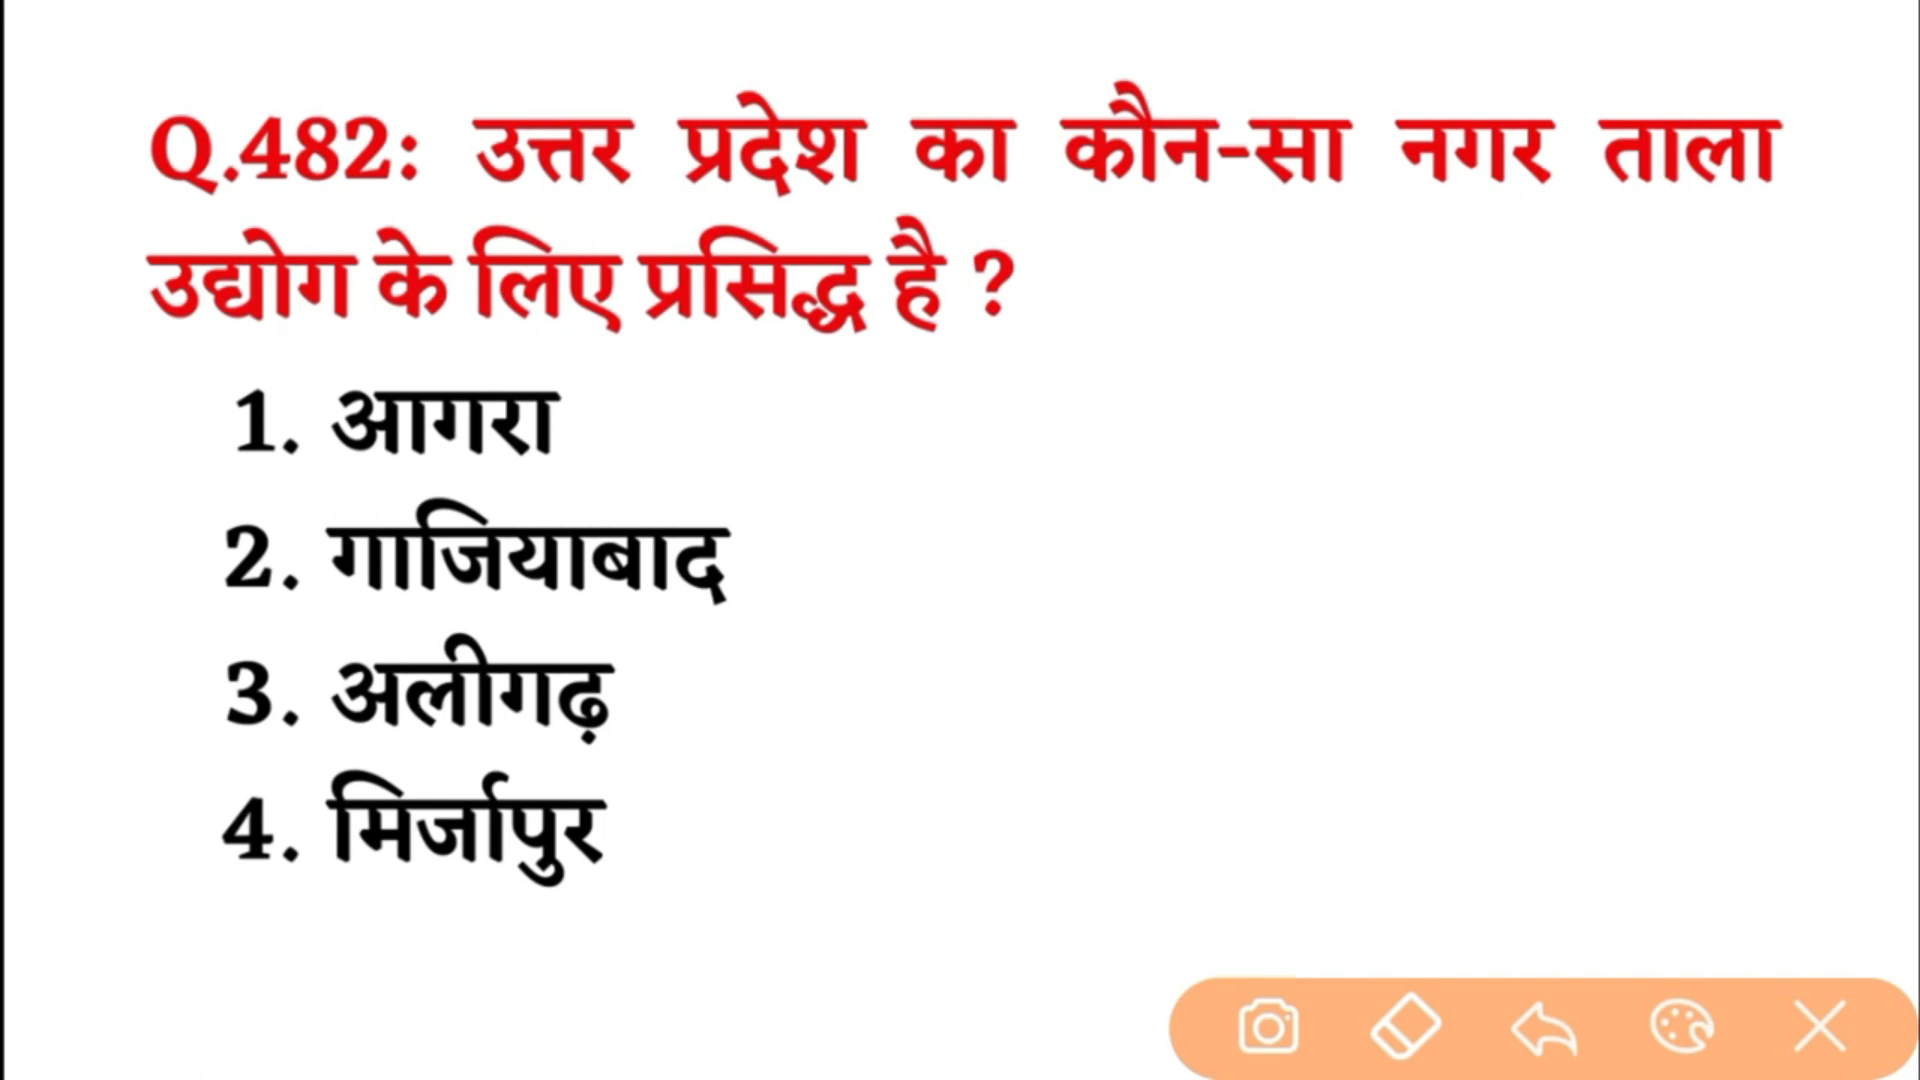 Q.482: उत्तर प्रदेश का कौन-सा नगर ताला
उद्योग के लिए प्रसिद्ध है ?
1. आगरा
2. गाजियाबाद
3. अलीगढ़
4. मिर्जापुर